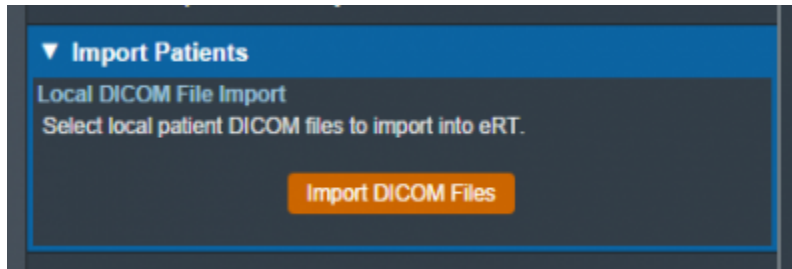 Import Patients
Local DICOM File Import
Select local patient DICOM files to import into eRT.
Import DICOM Files